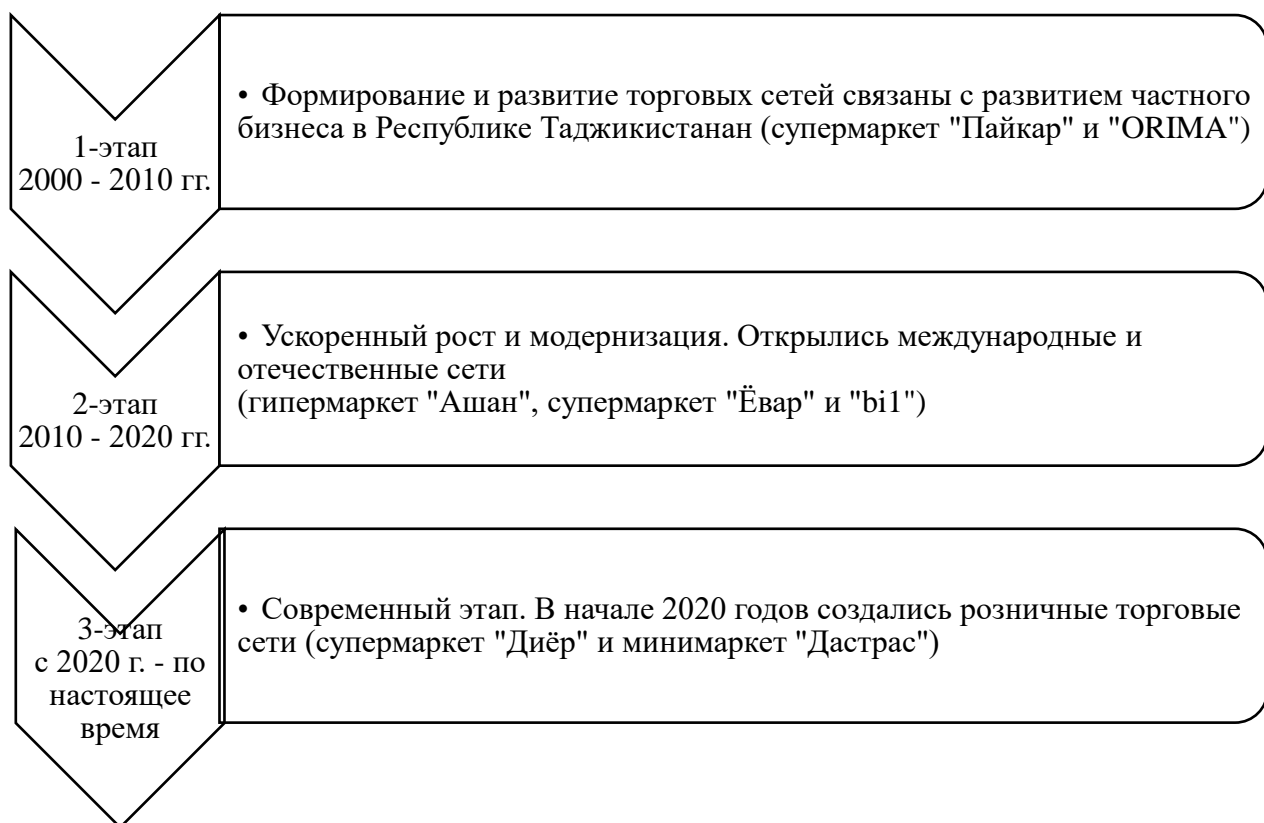 1-этап
2000 - 2010 гг.
• Формирование и развитие торговых сетей связаны с развитием частного
бизнеса в Республике Таджикистанан (супермаркет "Пайкар" и "ORIMA")
2-этап
2010 - 2020 гг.
• Ускоренный рост и модернизация. Открылись международные и
отечественные сети
(гипермаркет "Ашан", супермаркет "Ёвар" и "bi1")
3-этап
с 2020 г. - по
настоящее
время
• Современный этап. В начале 2020 годов создались розничные торговые
сети (супермаркет "Диёр" и минимаркет "Дастрас")